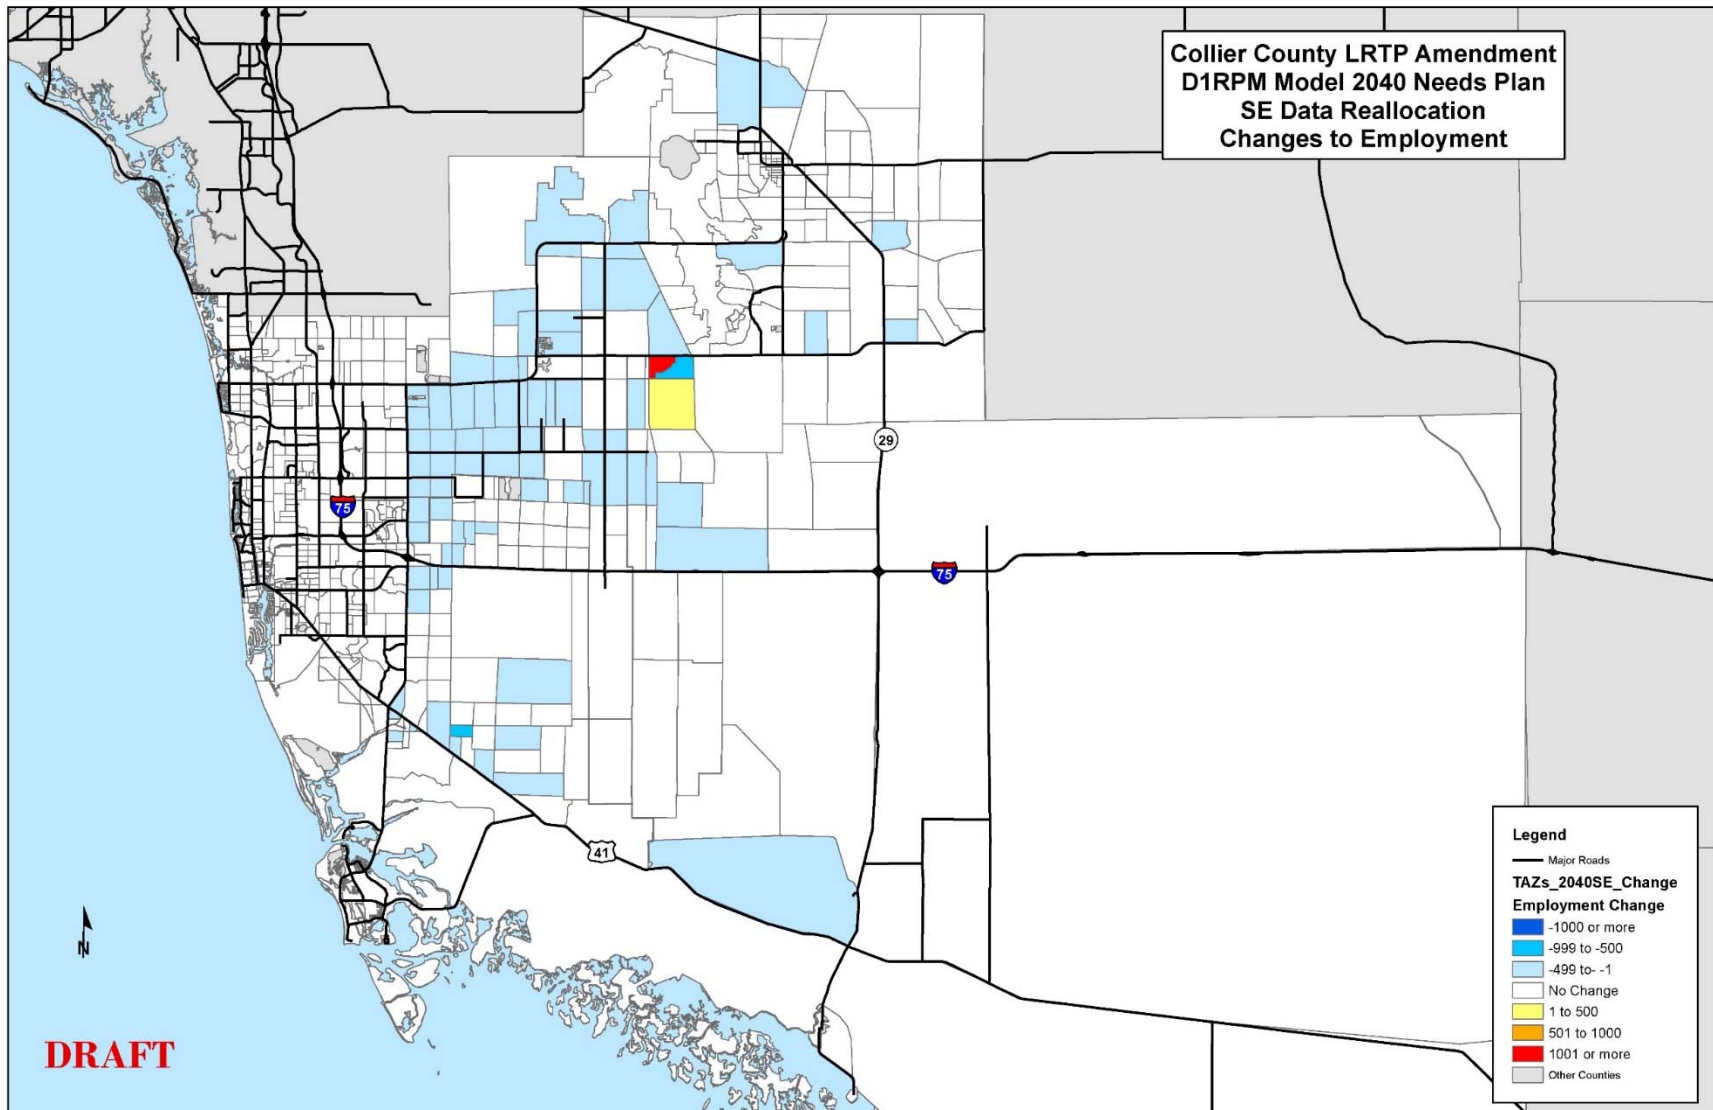 Collier County LRTP Amendment
D1RPM Model 2040 Needs Plan
SE Data Reallocation
Changes to Employment
29
75
75
41
N
DRAFT
Legend
Major Roads
TAZs_2040SE_Change
Employment Change
-1000 or more
-999 to -500
-499 to- -1
No Change
1 to 500
501 to 1000
1001 or more
Other Counties